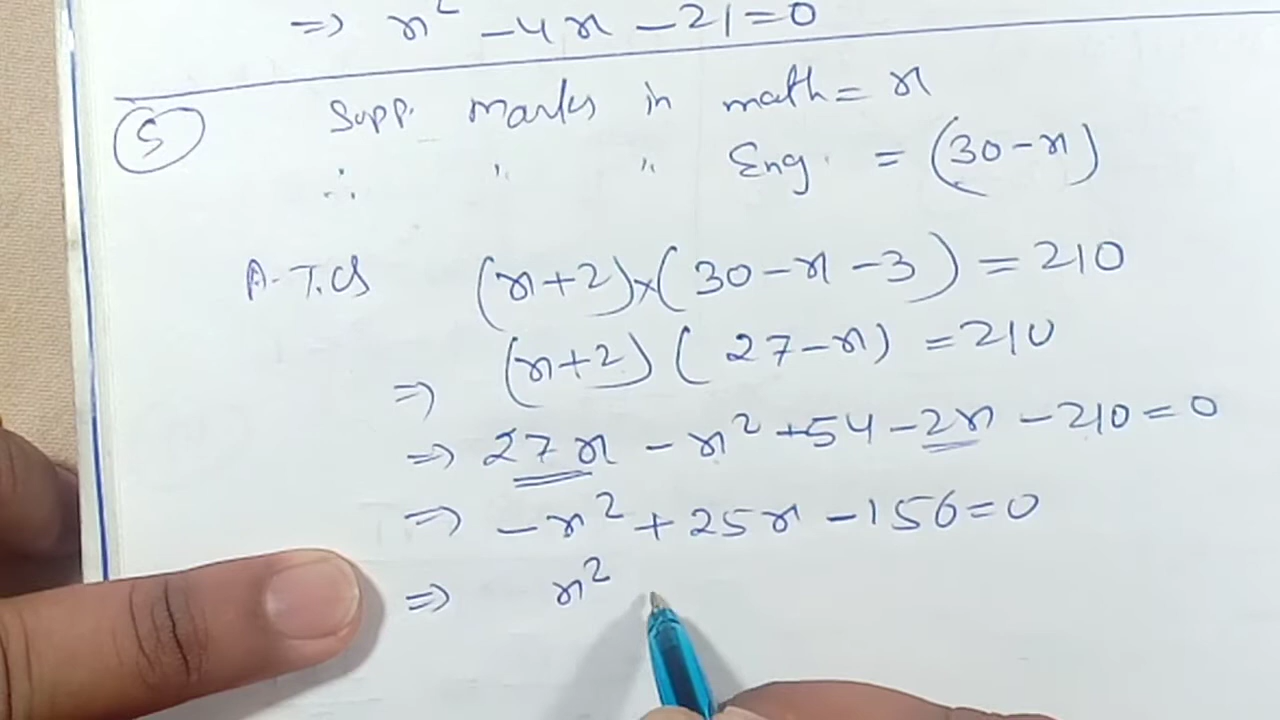 ⇒ x² - 4x - 21 = 0
(5) Supp. marks in math = x
∴ " " Eng. = (30 - x)
A.T.Q (x+2)×(30-x-3) = 210
⇒ (x+2)(27-x) = 210
⇒ 27x - x² + 54 - 2x - 210 = 0
⇒ -x² + 25x - 156 = 0
⇒ x²